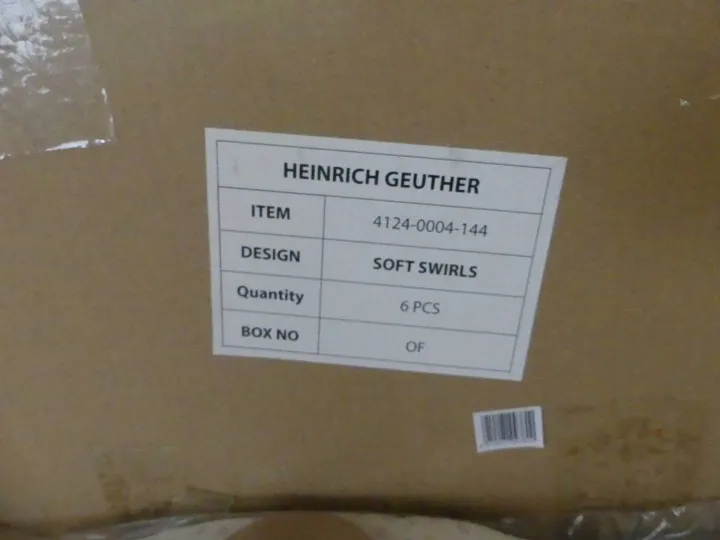 HEINRICH GEUTHER
ITEM 4124-0004-144
DESIGN SOFT SWIRLS
Quantity 6 PCS
BOX NO OF